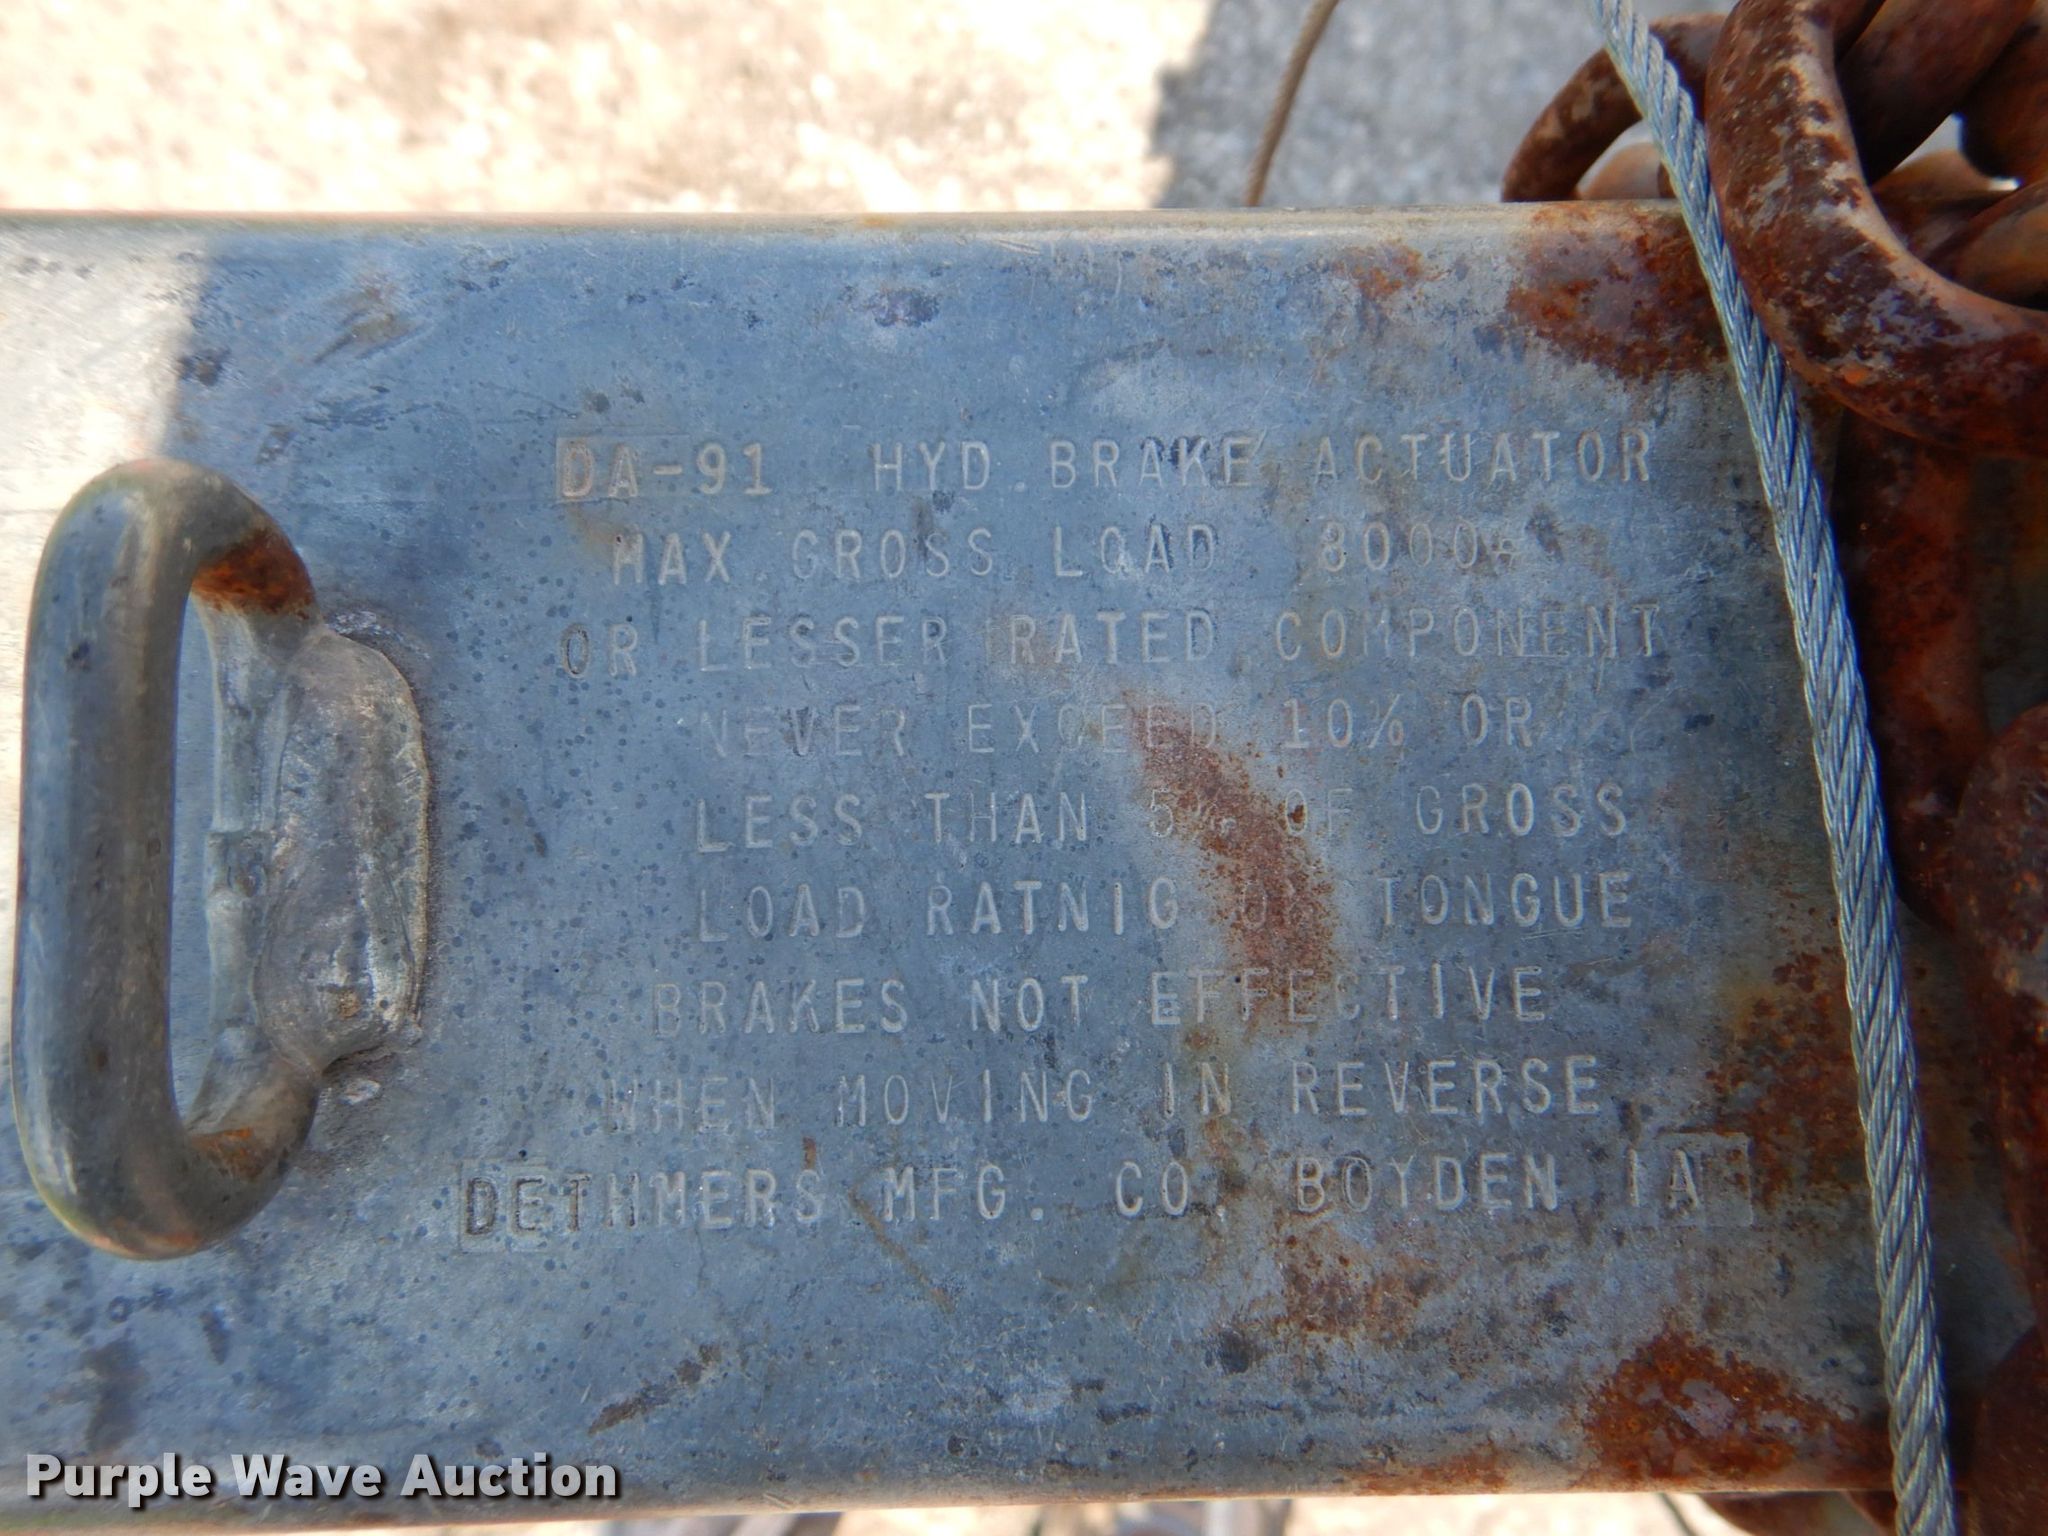 DA-91 HYD. BRAKE ACTUATOR
MAX. GROSS LOAD 8000#
OR LESSER RATED COMPONENT
NEVER EXCEED 10% OR
LESS THAN 5% OF GROSS
LOAD RATNIG ON TONGUE
BRAKES NOT EFFECTIVE
WHEN MOVING IN REVERSE
DETHMERS MFG. CO. BOYDEN IA
Purple Wave Auction